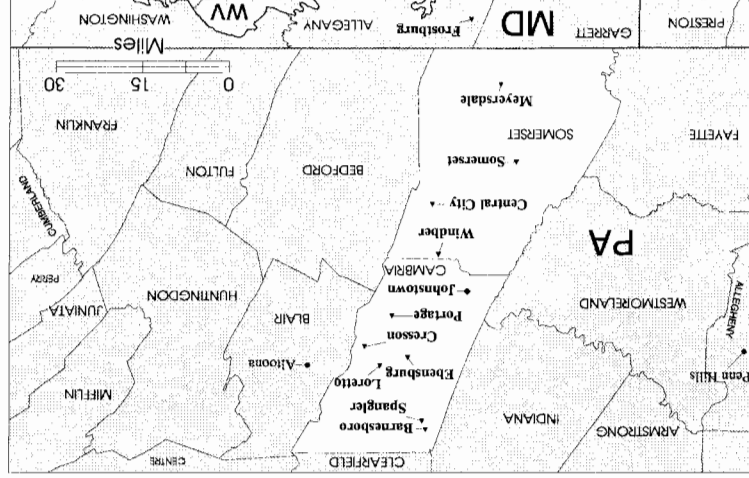 CLEARFIELD
CENTRE
ARMSTRONG
Barnesboro
INDIANA
Spangler
MIFFLIN
Loretto
Penn Hills
Ebensburg
Altoona
Cresson
Portage
BLAIR
JUNIATA
WESTMORELAND
ALLEGHENY
Johnstown
HUNTINGDON
PERRY
CAMBRIA
PA
Windber
CUMBERLAND
Central City
BEDFORD
FULTON
Somerset
FAYETTE
SOMERSET
FRANKLIN
Meyersdale
0 15 30
Miles
PRESTON
GARRETT
MD
Frostburg
ALLEGANY
WV
WASHINGTON